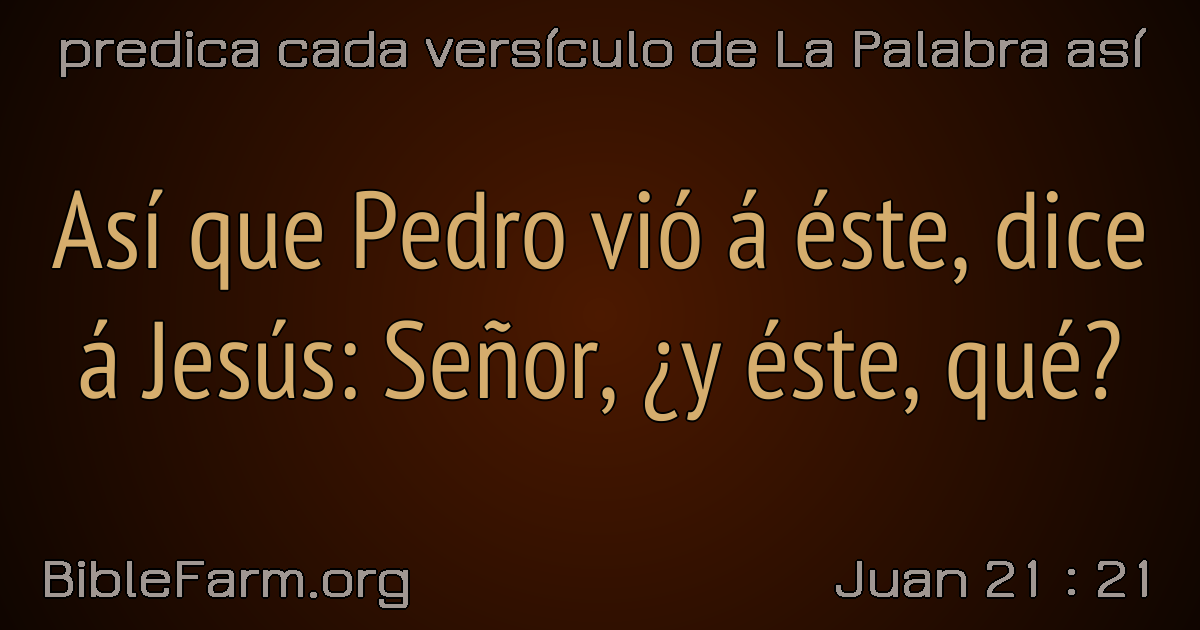 predica cada versículo de La Palabra así
Así que Pedro vió á éste, dice
á Jesús: Señor, ¿y éste, qué?
BibleFarm.org
Juan 21 : 21